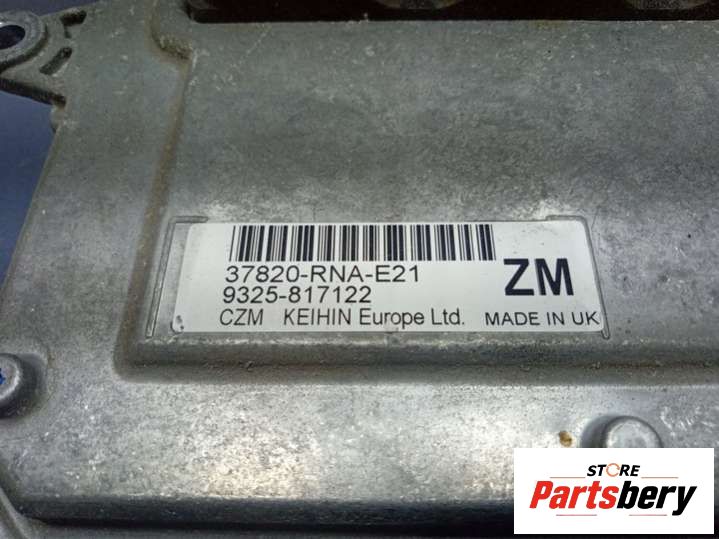 37820-RNA-E21
9325-817122
ZM
CZM KEIHIN Europe Ltd. MADE IN UK
STORE
Partsbery